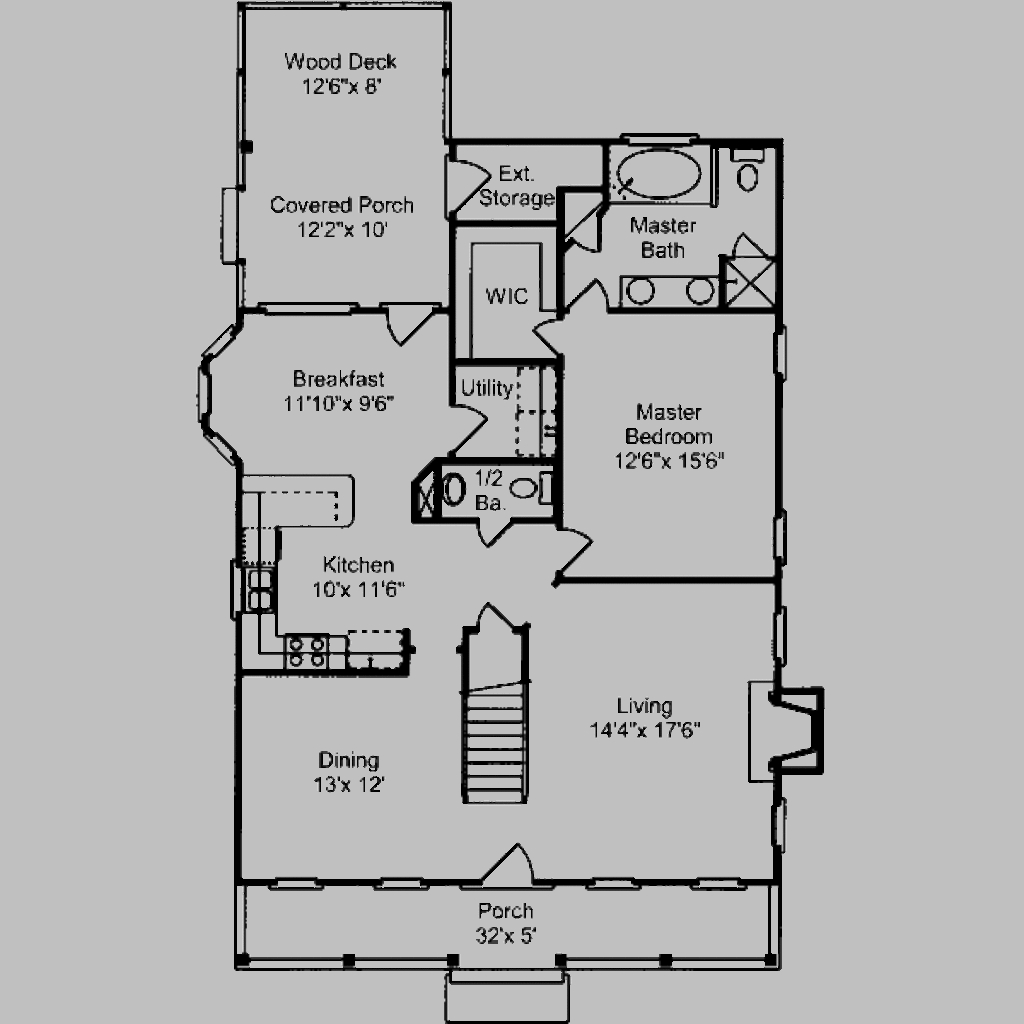 Wood Deck
12'6"x 8'
Ext.
Storage
Covered Porch
12'2"x 10'
Master
Bath
WIC
Breakfast
11'10"x 9'6"
Utility
Master
Bedroom
12'6"x 15'6"
1/2
Ba.
Kitchen
10'x 11'6"
Living
14'4"x 17'6"
Dining
13'x 12'
Porch
32'x 5'